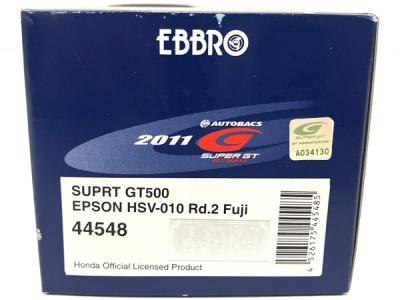 EBBRO
AUTOBACS
2011 G
SUPER GT
G
A034130
SUPRT GT500
EPSON HSV-010 Rd.2 Fuji
44548
4 526175 445485
Honda Official Licensed Product